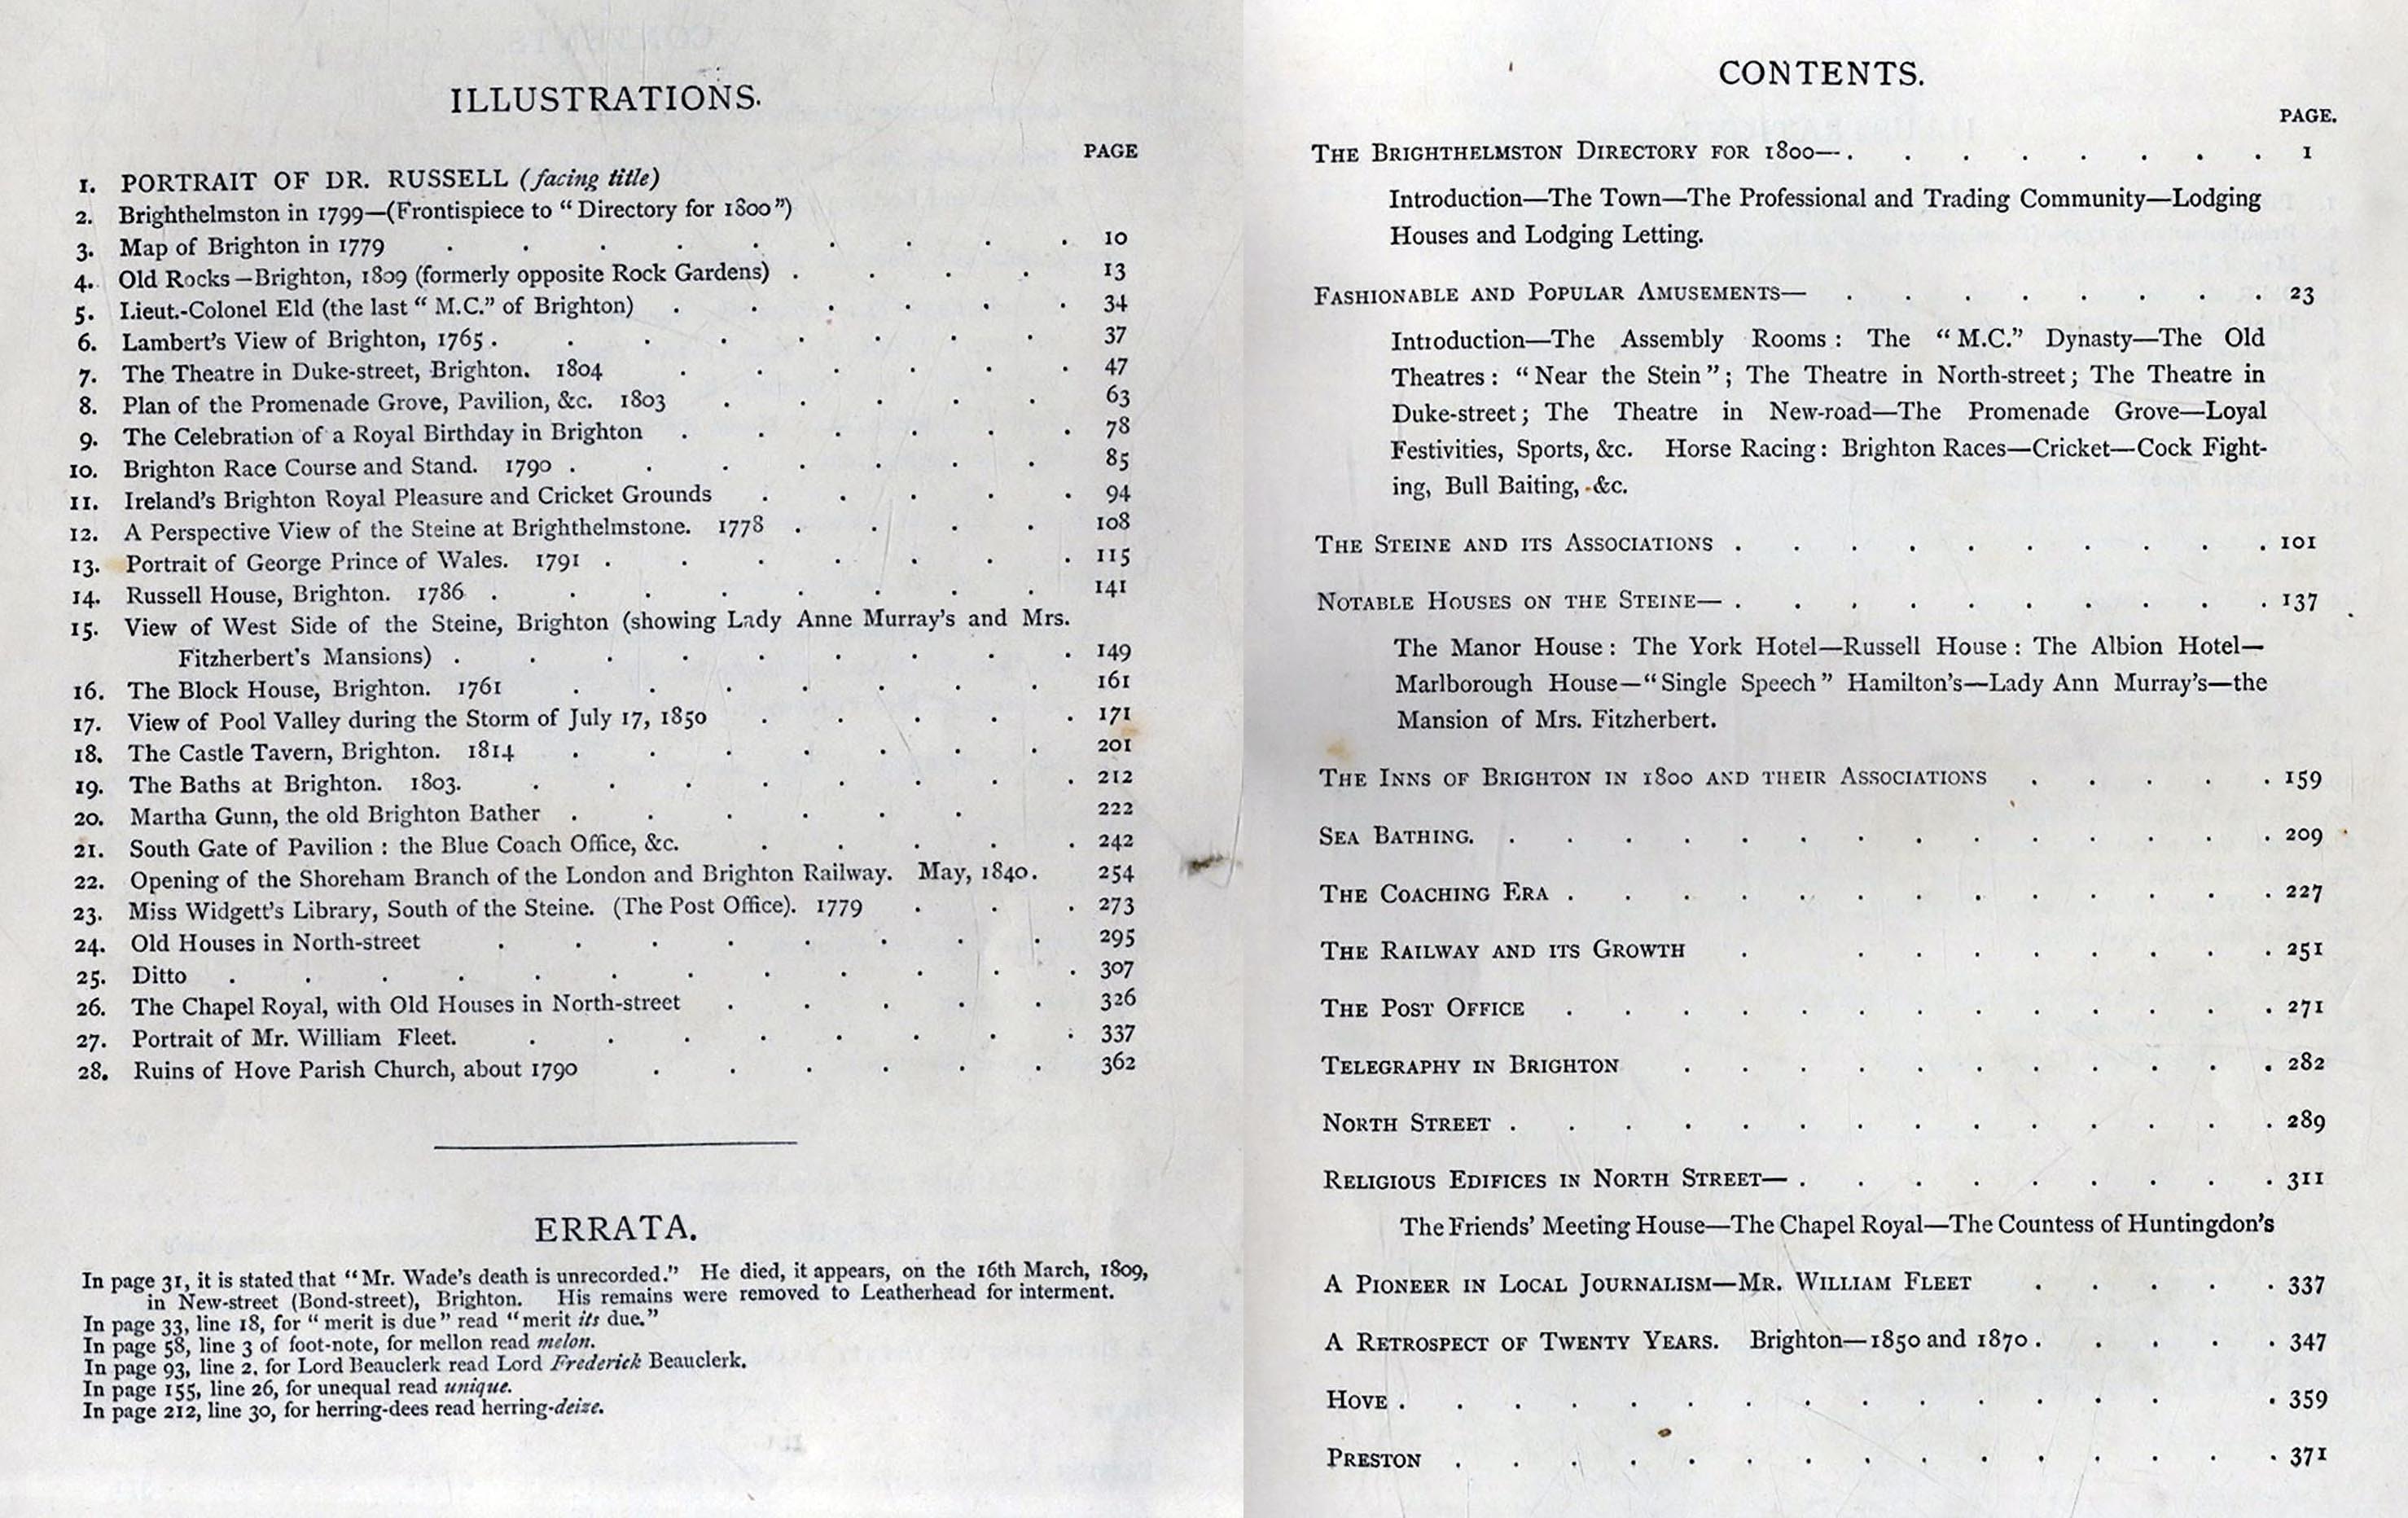 ILLUSTRATIONS.
PAGE
1. PORTRAIT OF DR. RUSSELL (facing title)
2. Brighthelmston in 1799—(Frontispiece to “Directory for 1800”)
3. Map of Brighton in 1779 . . . . . . . . . 10
4. Old Rocks—Brighton, 1809 (formerly opposite Rock Gardens) . . . . 13
5. Lieut.-Colonel Eld (the last “M.C.” of Brighton) . . . . . . 34
6. Lambert's View of Brighton, 1765 . . . . . . . . 37
7. The Theatre in Duke-street, Brighton. 1804 . . . . . . 47
8. Plan of the Promenade Grove, Pavilion, &c. 1803 . . . . . 63
9. The Celebration of a Royal Birthday in Brighton . . . . . . 78
10. Brighton Race Course and Stand. 1790 . . . . . . . 85
11. Ireland's Brighton Royal Pleasure and Cricket Grounds . . . . . 94
12. A Perspective View of the Steine at Brighthelmstone. 1778 . . . . 108
13. Portrait of George Prince of Wales. 1791 . . . . . . . 115
14. Russell House, Brighton. 1786 . . . . . . . . 141
15. View of West Side of the Steine, Brighton (showing Lady Anne Murray's and Mrs.
Fitzherbert's Mansions) . . . . . . . . . 149
16. The Block House, Brighton. 1761 . . . . . . . 161
17. View of Pool Valley during the Storm of July 17, 1850 . . . . . 171
18. The Castle Tavern, Brighton. 1814 . . . . . . . 201
19. The Baths at Brighton. 1803. . . . . . . . . 212
20. Martha Gunn, the old Brighton Bather . . . . . . 222
21. South Gate of Pavilion : the Blue Coach Office, &c. . . . . . 242
22. Opening of the Shoreham Branch of the London and Brighton Railway. May, 1840. 254
23. Miss Widgett's Library, South of the Steine. (The Post Office). 1779 . . . 273
24. Old Houses in North-street . . . . . . . . 295
25. Ditto . . . . . . . . . . . . 307
26. The Chapel Royal, with Old Houses in North-street . . . . . 326
27. Portrait of Mr. William Fleet. . . . . . . . . 337
28. Ruins of Hove Parish Church, about 1790 . . . . . . 362
ERRATA.
In page 31, it is stated that “Mr. Wade's death is unrecorded.” He died, it appears, on the 16th March, 1809,
in New-street (Bond-street), Brighton. His remains were removed to Leatherhead for interment.
In page 33, line 18, for “merit is due” read “merit its due.”
In page 58, line 3 of foot-note, for mellon read melon.
In page 93, line 2, for Lord Beauclerk read Lord Frederick Beauclerk.
In page 155, line 26, for unequal read unique.
In page 212, line 30, for herring-dees read herring-deize.
CONTENTS.
PAGE.
THE BRIGHTHELMSTON DIRECTORY FOR 1800— . . . . . . . . 1
Introduction—The Town—The Professional and Trading Community—Lodging
Houses and Lodging Letting.
FASHIONABLE AND POPULAR AMUSEMENTS— . . . . . . . . 23
Introduction—The Assembly Rooms : The “M.C.” Dynasty—The Old
Theatres : “Near the Stein”; The Theatre in North-street; The Theatre in
Duke-street; The Theatre in New-road—The Promenade Grove—Loyal
Festivities, Sports, &c. Horse Racing : Brighton Races—Cricket—Cock Fight-
ing, Bull Baiting, &c.
THE STEINE AND ITS ASSOCIATIONS . . . . . . . . . . 101
NOTABLE HOUSES ON THE STEINE— . . . . . . . . . . 137
The Manor House : The York Hotel—Russell House : The Albion Hotel—
Marlborough House—“Single Speech” Hamilton's—Lady Ann Murray's—the
Mansion of Mrs. Fitzherbert.
THE INNS OF BRIGHTON IN 1800 AND THEIR ASSOCIATIONS . . . . . 159
SEA BATHING. . . . . . . . . . . . . . . 209
THE COACHING ERA . . . . . . . . . . . . . 227
THE RAILWAY AND ITS GROWTH . . . . . . . . . 251
THE POST OFFICE . . . . . . . . . . . . . 271
TELEGRAPHY IN BRIGHTON . . . . . . . . . . . 282
NORTH STREET . . . . . . . . . . . . . . 289
RELIGIOUS EDIFICES IN NORTH STREET— . . . . . . . . . 311
The Friends' Meeting House—The Chapel Royal—The Countess of Huntingdon's
A PIONEER IN LOCAL JOURNALISM—MR. WILLIAM FLEET . . . . . 337
A RETROSPECT OF TWENTY YEARS. Brighton—1850 and 1870 . . . . . 347
HOVE . . . . . . . . . . . . . . . 359
PRESTON . . . . . . . . . . . . . . . 371